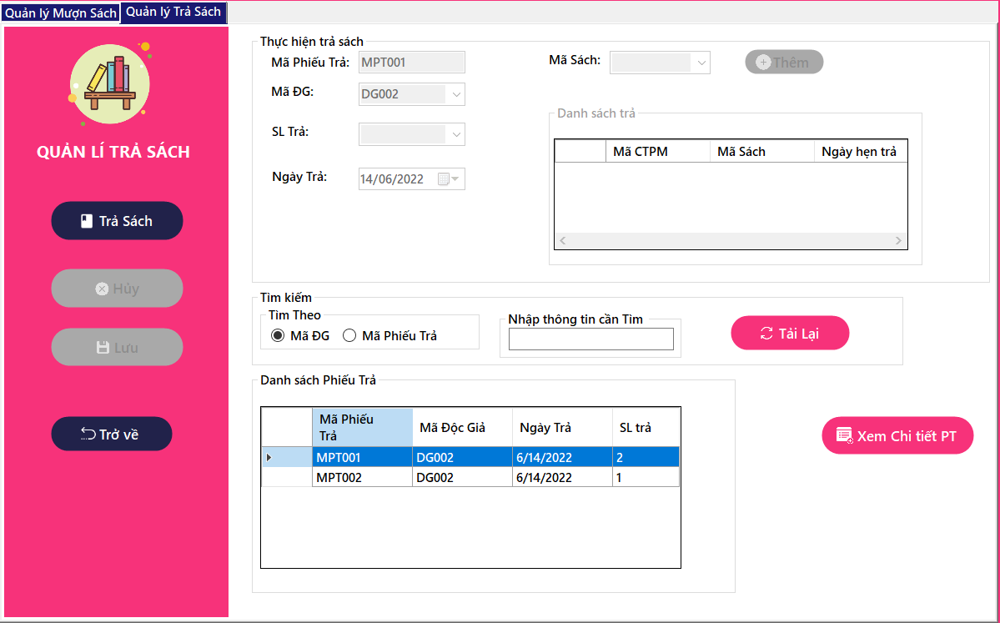 Quản lý Mượn Sách
Quản lý Trả Sách
QUẢN LÍ TRẢ SÁCH
Trả Sách
Hủy
Lưu
Trở về
Thực hiện trả sách
Mã Phiếu Trả: MPT001
Mã ĐG: DG002
SL Trả:
Ngày Trả: 14/06/2022
Mã Sách:
Thêm
Danh sách trả
Mã CTPM Mã Sách Ngày hẹn trả
Tìm kiếm
Tìm Theo
Mã ĐG Mã Phiếu Trả
Nhập thông tin cần Tìm
Tải Lại
Danh sách Phiếu Trả
Mã Phiếu
Trả
Mã Độc Giả Ngày Trả SL trả
MPT001 DG002 6/14/2022 2
MPT002 DG002 6/14/2022 1
Xem Chi tiết PT